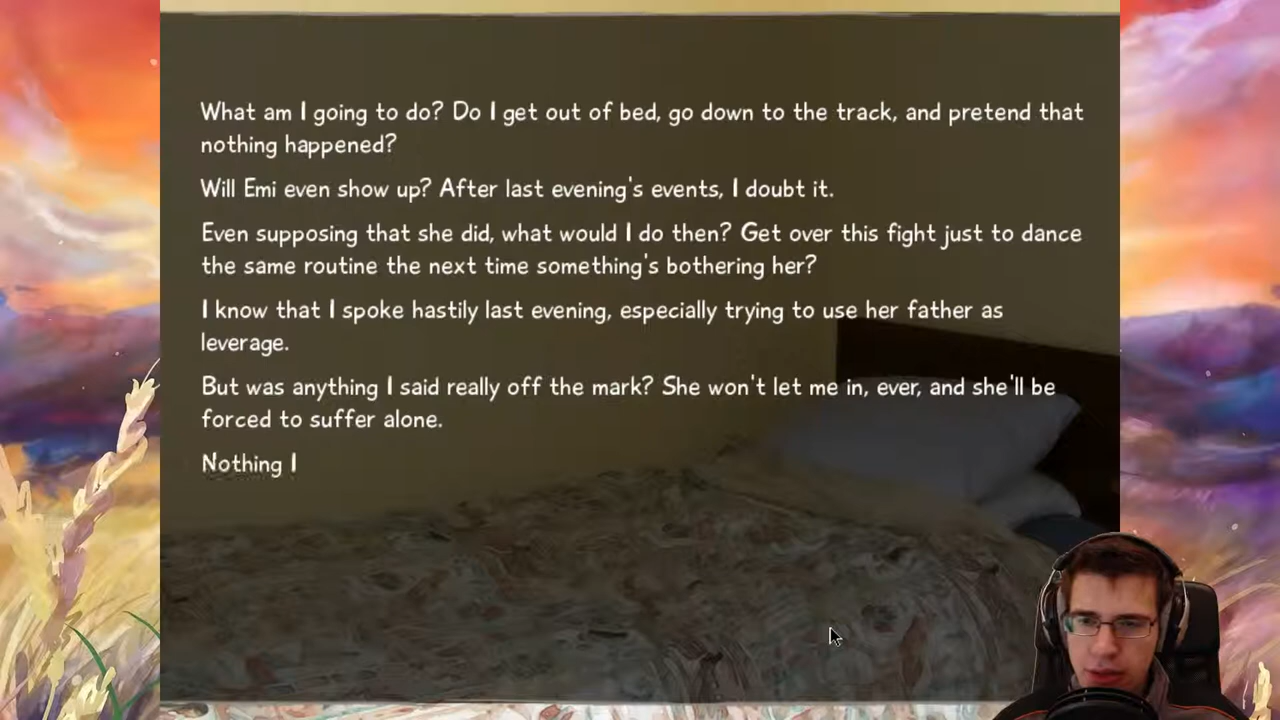 What am I going to do? Do I get out of bed, go down to the track, and pretend that
nothing happened?
Will Emi even show up? After last evening's events, I doubt it.
Even supposing that she did, what would I do then? Get over this fight just to dance
the same routine the next time something's bothering her?
I know that I spoke hastily last evening, especially trying to use her father as
leverage.
But was anything I said really off the mark? She won't let me in, ever, and she'll be
forced to suffer alone.
Nothing I